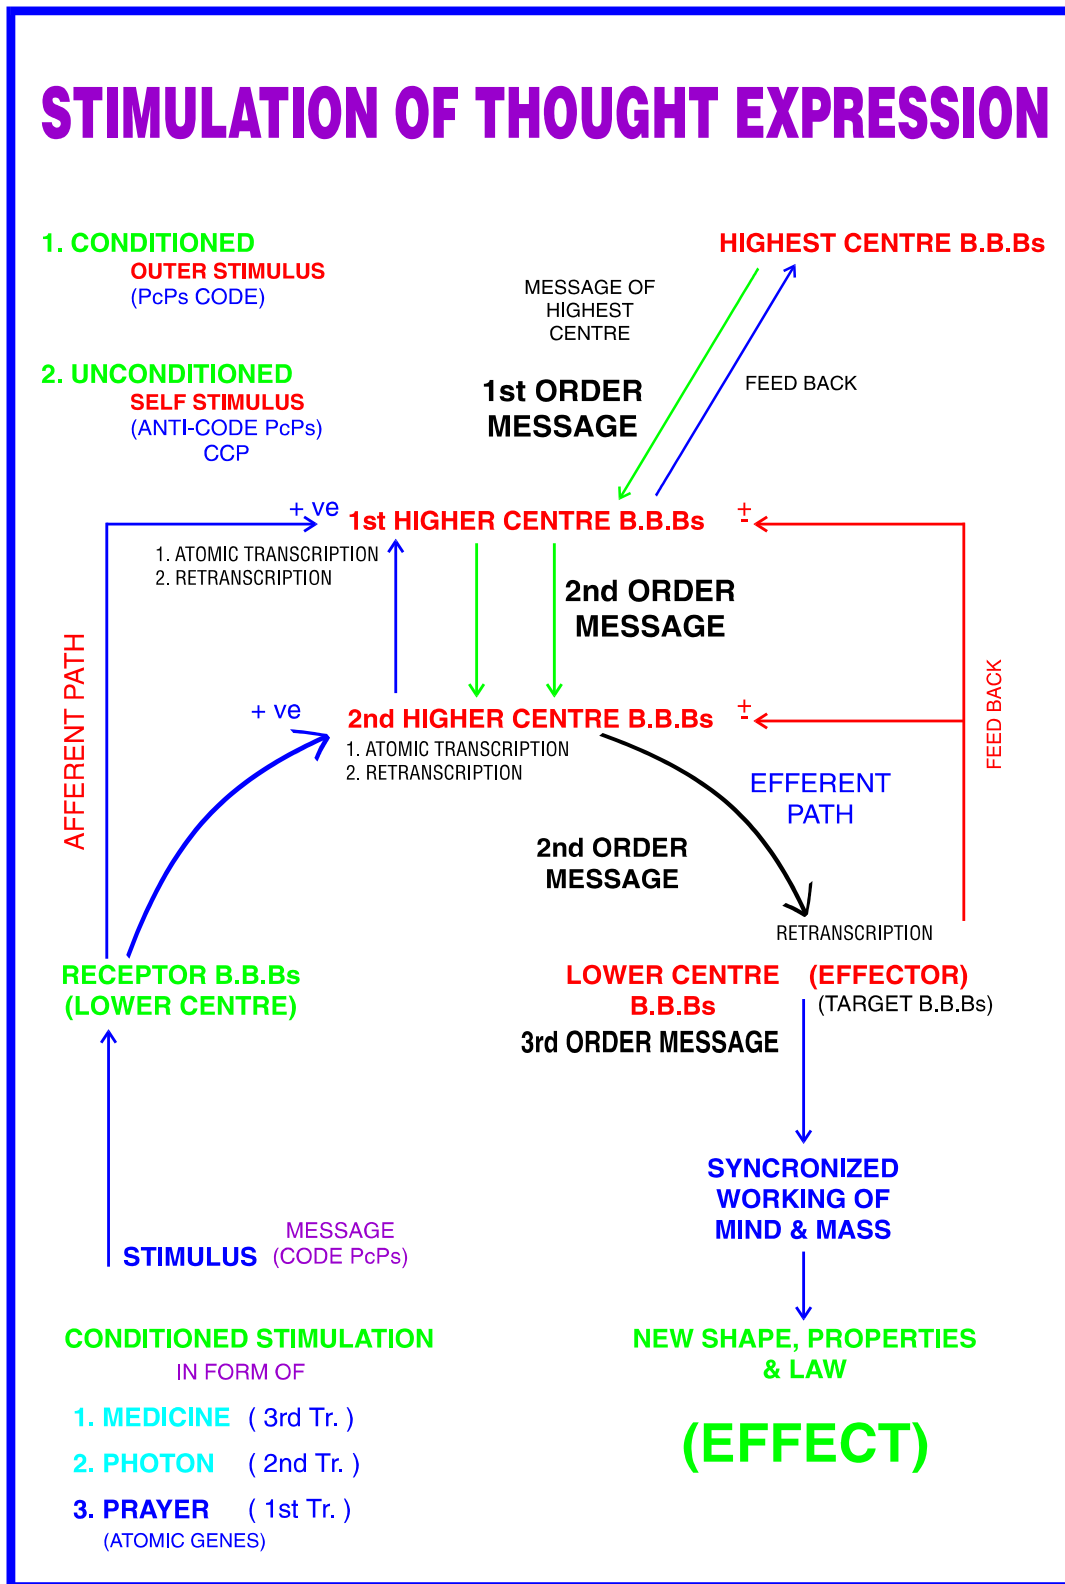 STIMULATION OF THOUGHT EXPRESSION
1. CONDITIONED
OUTER STIMULUS
(PcPs CODE)
2. UNCONDITIONED
SELF STIMULUS
(ANTI-CODE PcPs)
CCP
HIGHEST CENTRE B.B.Bs
MESSAGE OF
HIGHEST
CENTRE
FEED BACK
1st ORDER
MESSAGE
+ ve
1st HIGHER CENTRE B.B.Bs
+
-
1. ATOMIC TRANSCRIPTION
2. RETRANSCRIPTION
2nd ORDER
MESSAGE
AFFERENT PATH
FEED BACK
+ ve
2nd HIGHER CENTRE B.B.Bs
+
-
1. ATOMIC TRANSCRIPTION
2. RETRANSCRIPTION
EFFERENT
PATH
2nd ORDER
MESSAGE
RETRANSCRIPTION
RECEPTOR B.B.Bs
(LOWER CENTRE)
LOWER CENTRE (EFFECTOR)
B.B.Bs (TARGET B.B.Bs)
3rd ORDER MESSAGE
SYNCRONIZED
WORKING OF
MIND & MASS
STIMULUS
MESSAGE
(CODE PcPs)
CONDITIONED STIMULATION
IN FORM OF
1. MEDICINE ( 3rd Tr. )
2. PHOTON ( 2nd Tr. )
3. PRAYER ( 1st Tr. )
(ATOMIC GENES)
NEW SHAPE, PROPERTIES
& LAW
(EFFECT)